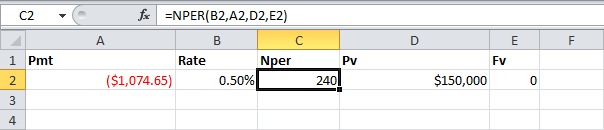 C2 fx =NPER(B2,A2,D2,E2)
A B C D E F
1 Pmt Rate Nper Pv Fv
2 ($1,074.65) 0.50% 240 $150,000 0
3
4